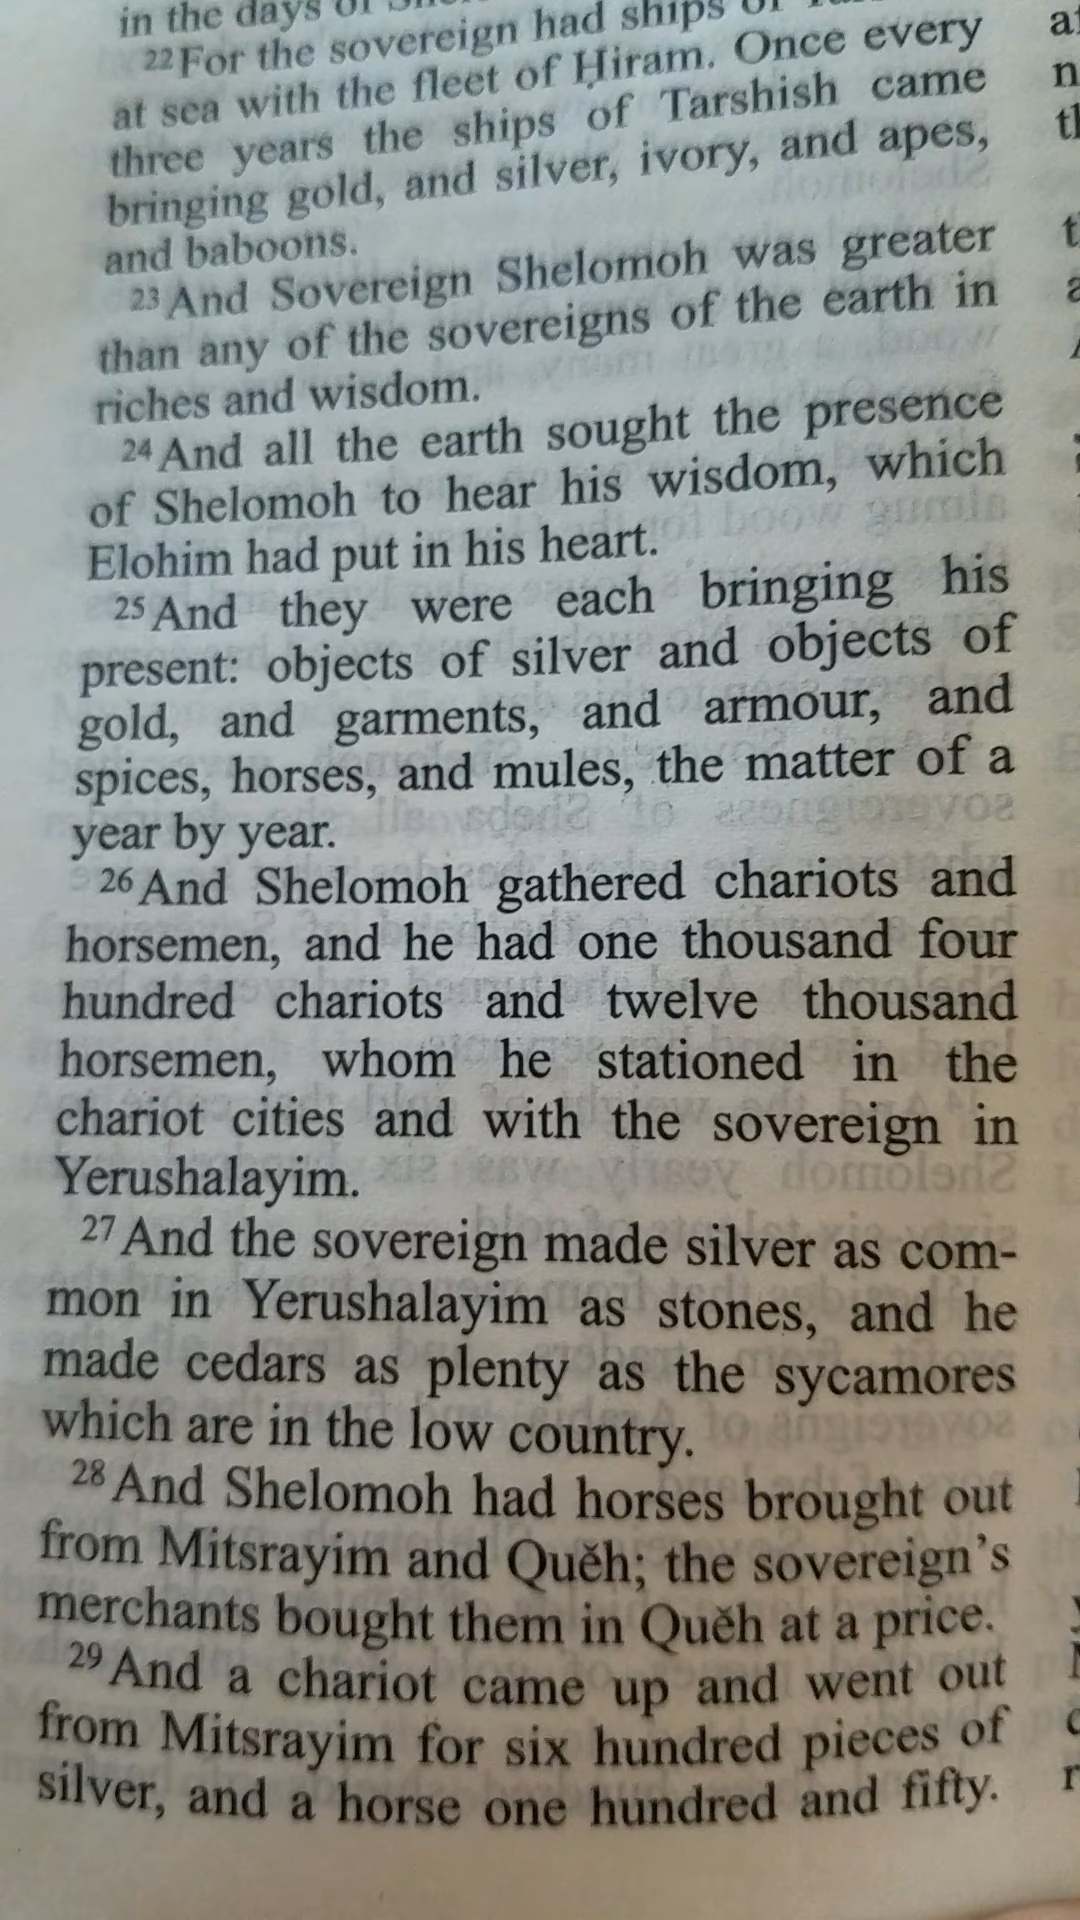 in the days of
22 For the sovereign had ships of
at sea with the fleet of Ḥiram. Once every
three years the ships of Tarshish came
bringing gold, and silver, ivory, and apes,
and baboons.
23 And Sovereign Shelomoh was greater
than any of the sovereigns of the earth in
riches and wisdom.
24 And all the earth sought the presence
of Shelomoh to hear his wisdom, which
Elohim had put in his heart.
25 And they were each bringing his
present: objects of silver and objects of
gold, and garments, and armour, and
spices, horses, and mules, the matter of a
year by year.
26 And Shelomoh gathered chariots and
horsemen, and he had one thousand four
hundred chariots and twelve thousand
horsemen, whom he stationed in the
chariot cities and with the sovereign in
Yerushalayim.
27 And the sovereign made silver as com-
mon in Yerushalayim as stones, and he
made cedars as plenty as the sycamores
which are in the low country.
28 And Shelomoh had horses brought out
from Mitsrayim and Quěh; the sovereign's
merchants bought them in Quěh at a price.
29 And a chariot came up and went out
from Mitsrayim for six hundred pieces of
silver, and a horse one hundred and fifty.